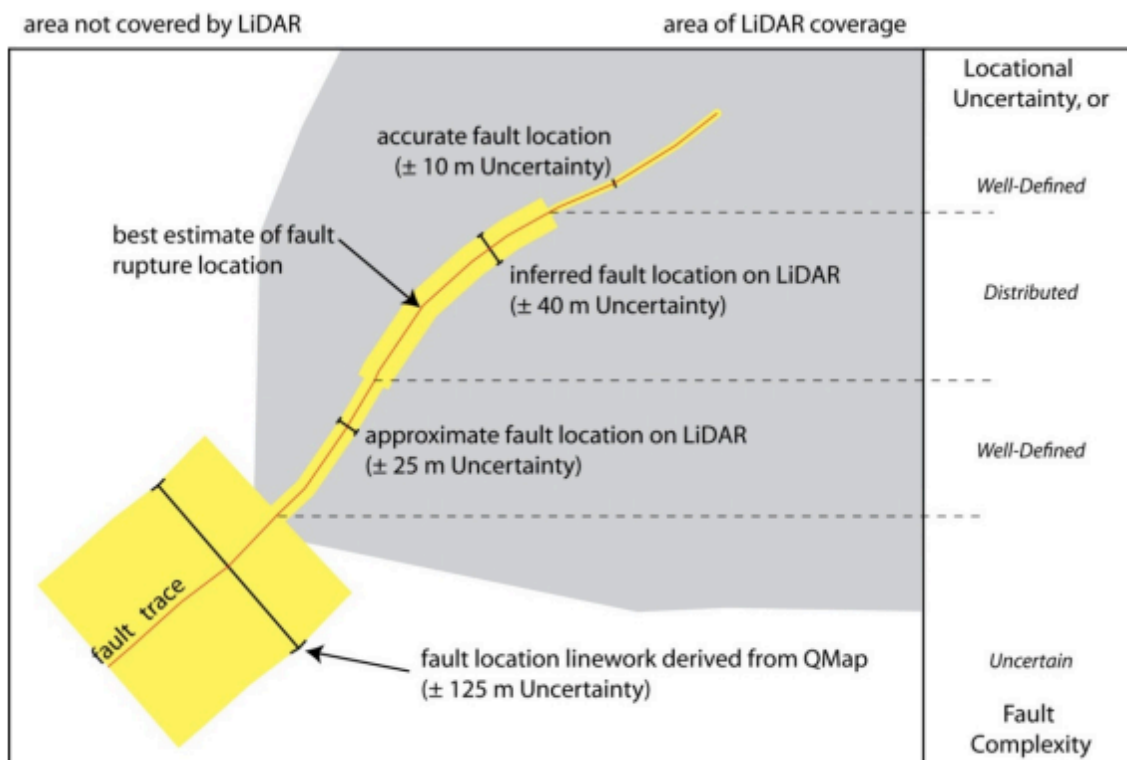 area not covered by LiDAR
area of LiDAR coverage
Locational
Uncertainty, or
accurate fault location
(± 10 m Uncertainty)
Well-Defined
best estimate of fault
rupture location
inferred fault location on LiDAR
(± 40 m Uncertainty)
Distributed
approximate fault location on LiDAR
(± 25 m Uncertainty)
Well-Defined
fault trace
fault location linework derived from QMap
(± 125 m Uncertainty)
Uncertain
Fault
Complexity